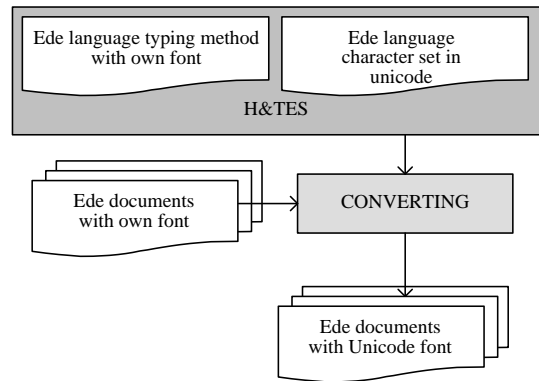 Ede language typing method
with own font
Ede language
character set in
unicode
H&TES
Ede documents
with own font
CONVERTING
Ede documents
with Unicode font